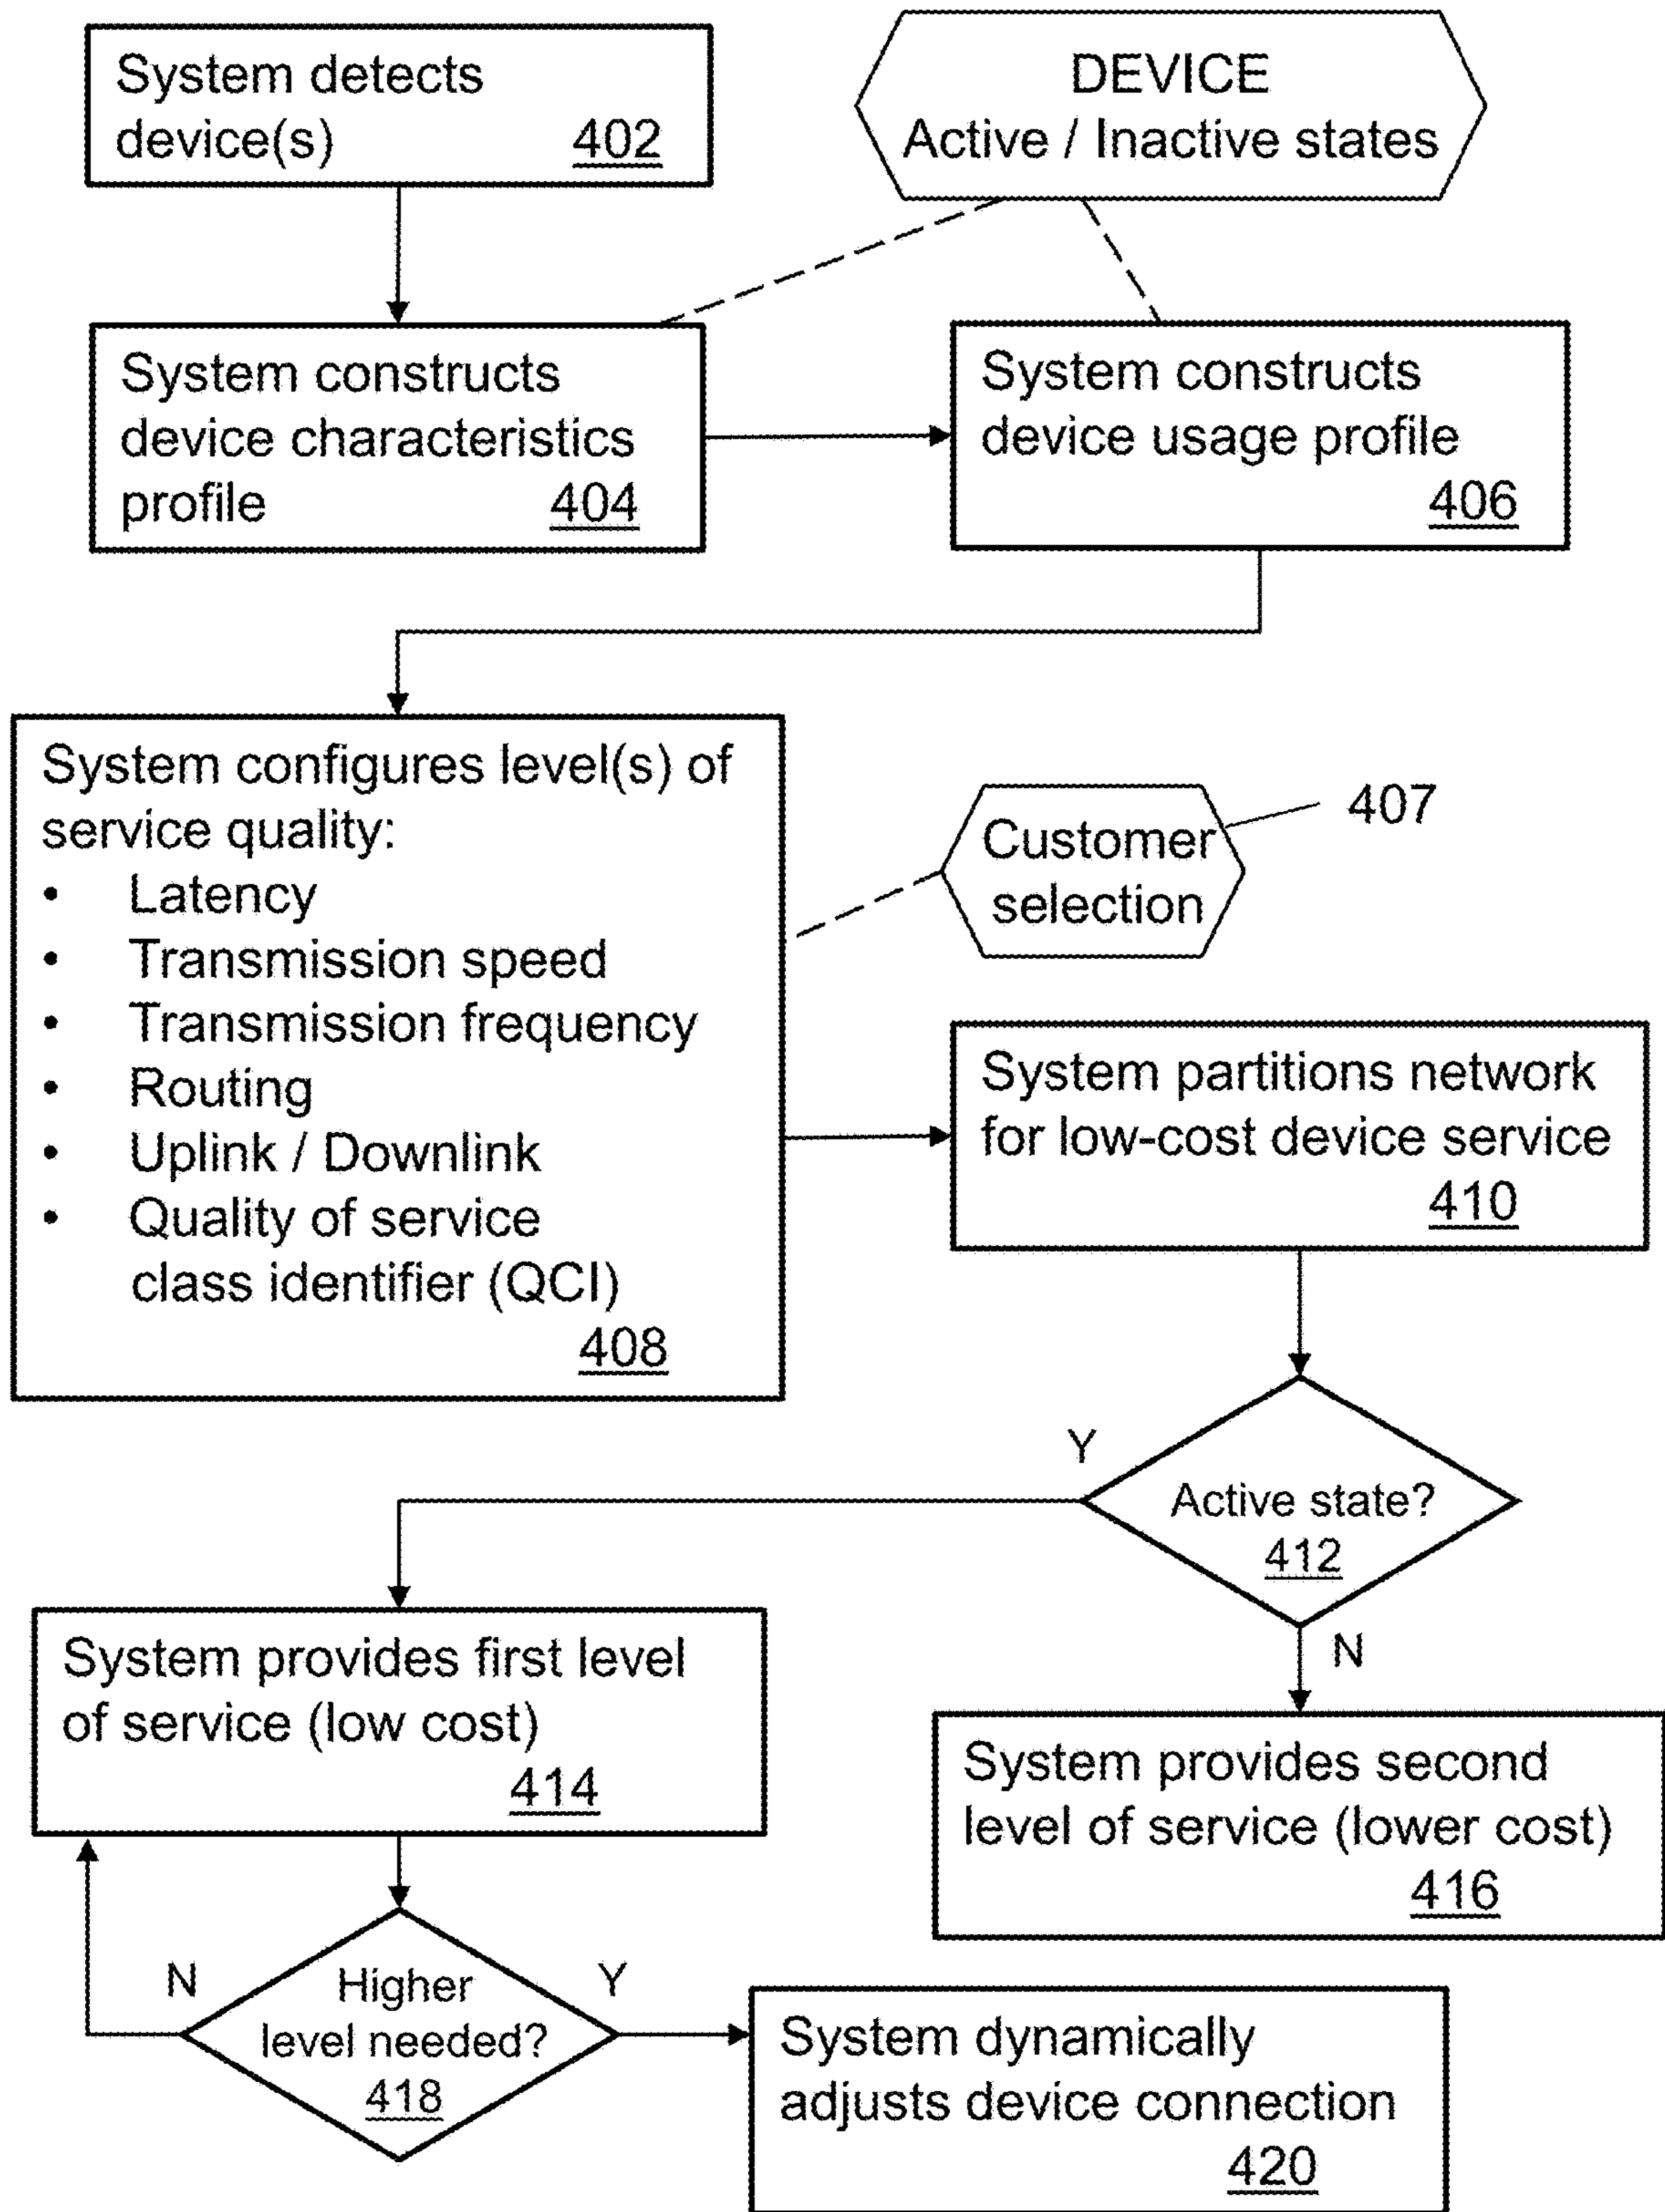 System detects
device(s) 402
DEVICE
Active / Inactive states
System constructs
device characteristics
profile 404
System constructs
device usage profile
406
System configures level(s) of
service quality:
• Latency
• Transmission speed
• Transmission frequency
• Routing
• Uplink / Downlink
• Quality of service
class identifier (QCI)
408
407
Customer
selection
System partitions network
for low-cost device service
410
Y
Active state?
412
N
System provides first level
of service (low cost)
414
System provides second
level of service (lower cost)
416
N
Higher
level needed?
418
Y
System dynamically
adjusts device connection
420